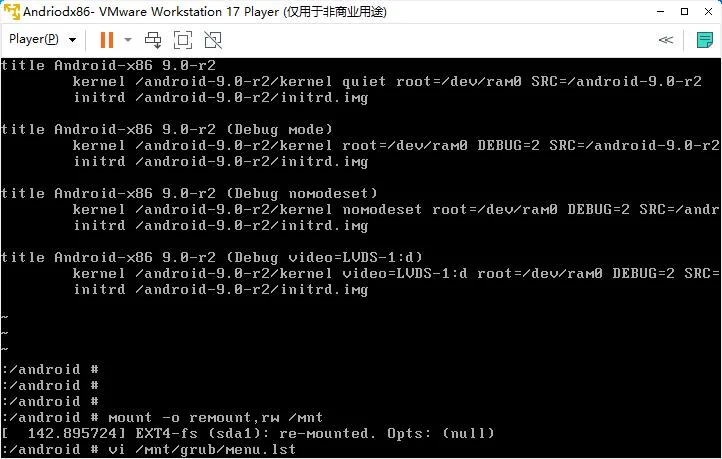 Andriodx86- VMware Workstation 17 Player (仅用于非商业用途)
Player(P)
title Android-x86 9.0-r2
kernel /android-9.0-r2/kernel quiet root=/dev/ram0 SRC=/android-9.0-r2
initrd /android-9.0-r2/initrd.img
title Android-x86 9.0-r2 (Debug mode)
kernel /android-9.0-r2/kernel root=/dev/ram0 DEBUG=2 SRC=/android-9.0-r2
initrd /android-9.0-r2/initrd.img
title Android-x86 9.0-r2 (Debug nomodeset)
kernel /android-9.0-r2/kernel nomodeset root=/dev/ram0 DEBUG=2 SRC=/andr
initrd /android-9.0-r2/initrd.img
title Android-x86 9.0-r2 (Debug video=LVDS-1:d)
kernel /android-9.0-r2/kernel video=LVDS-1:d root=/dev/ram0 DEBUG=2 SRC=
initrd /android-9.0-r2/initrd.img
~
~
~
:/android #
:/android #
:/android #
:/android # mount -o remount,rw /mnt
[  142.895724] EXT4-fs (sda1): re-mounted. Opts: (null)
:/android # vi /mnt/grub/menu.lst